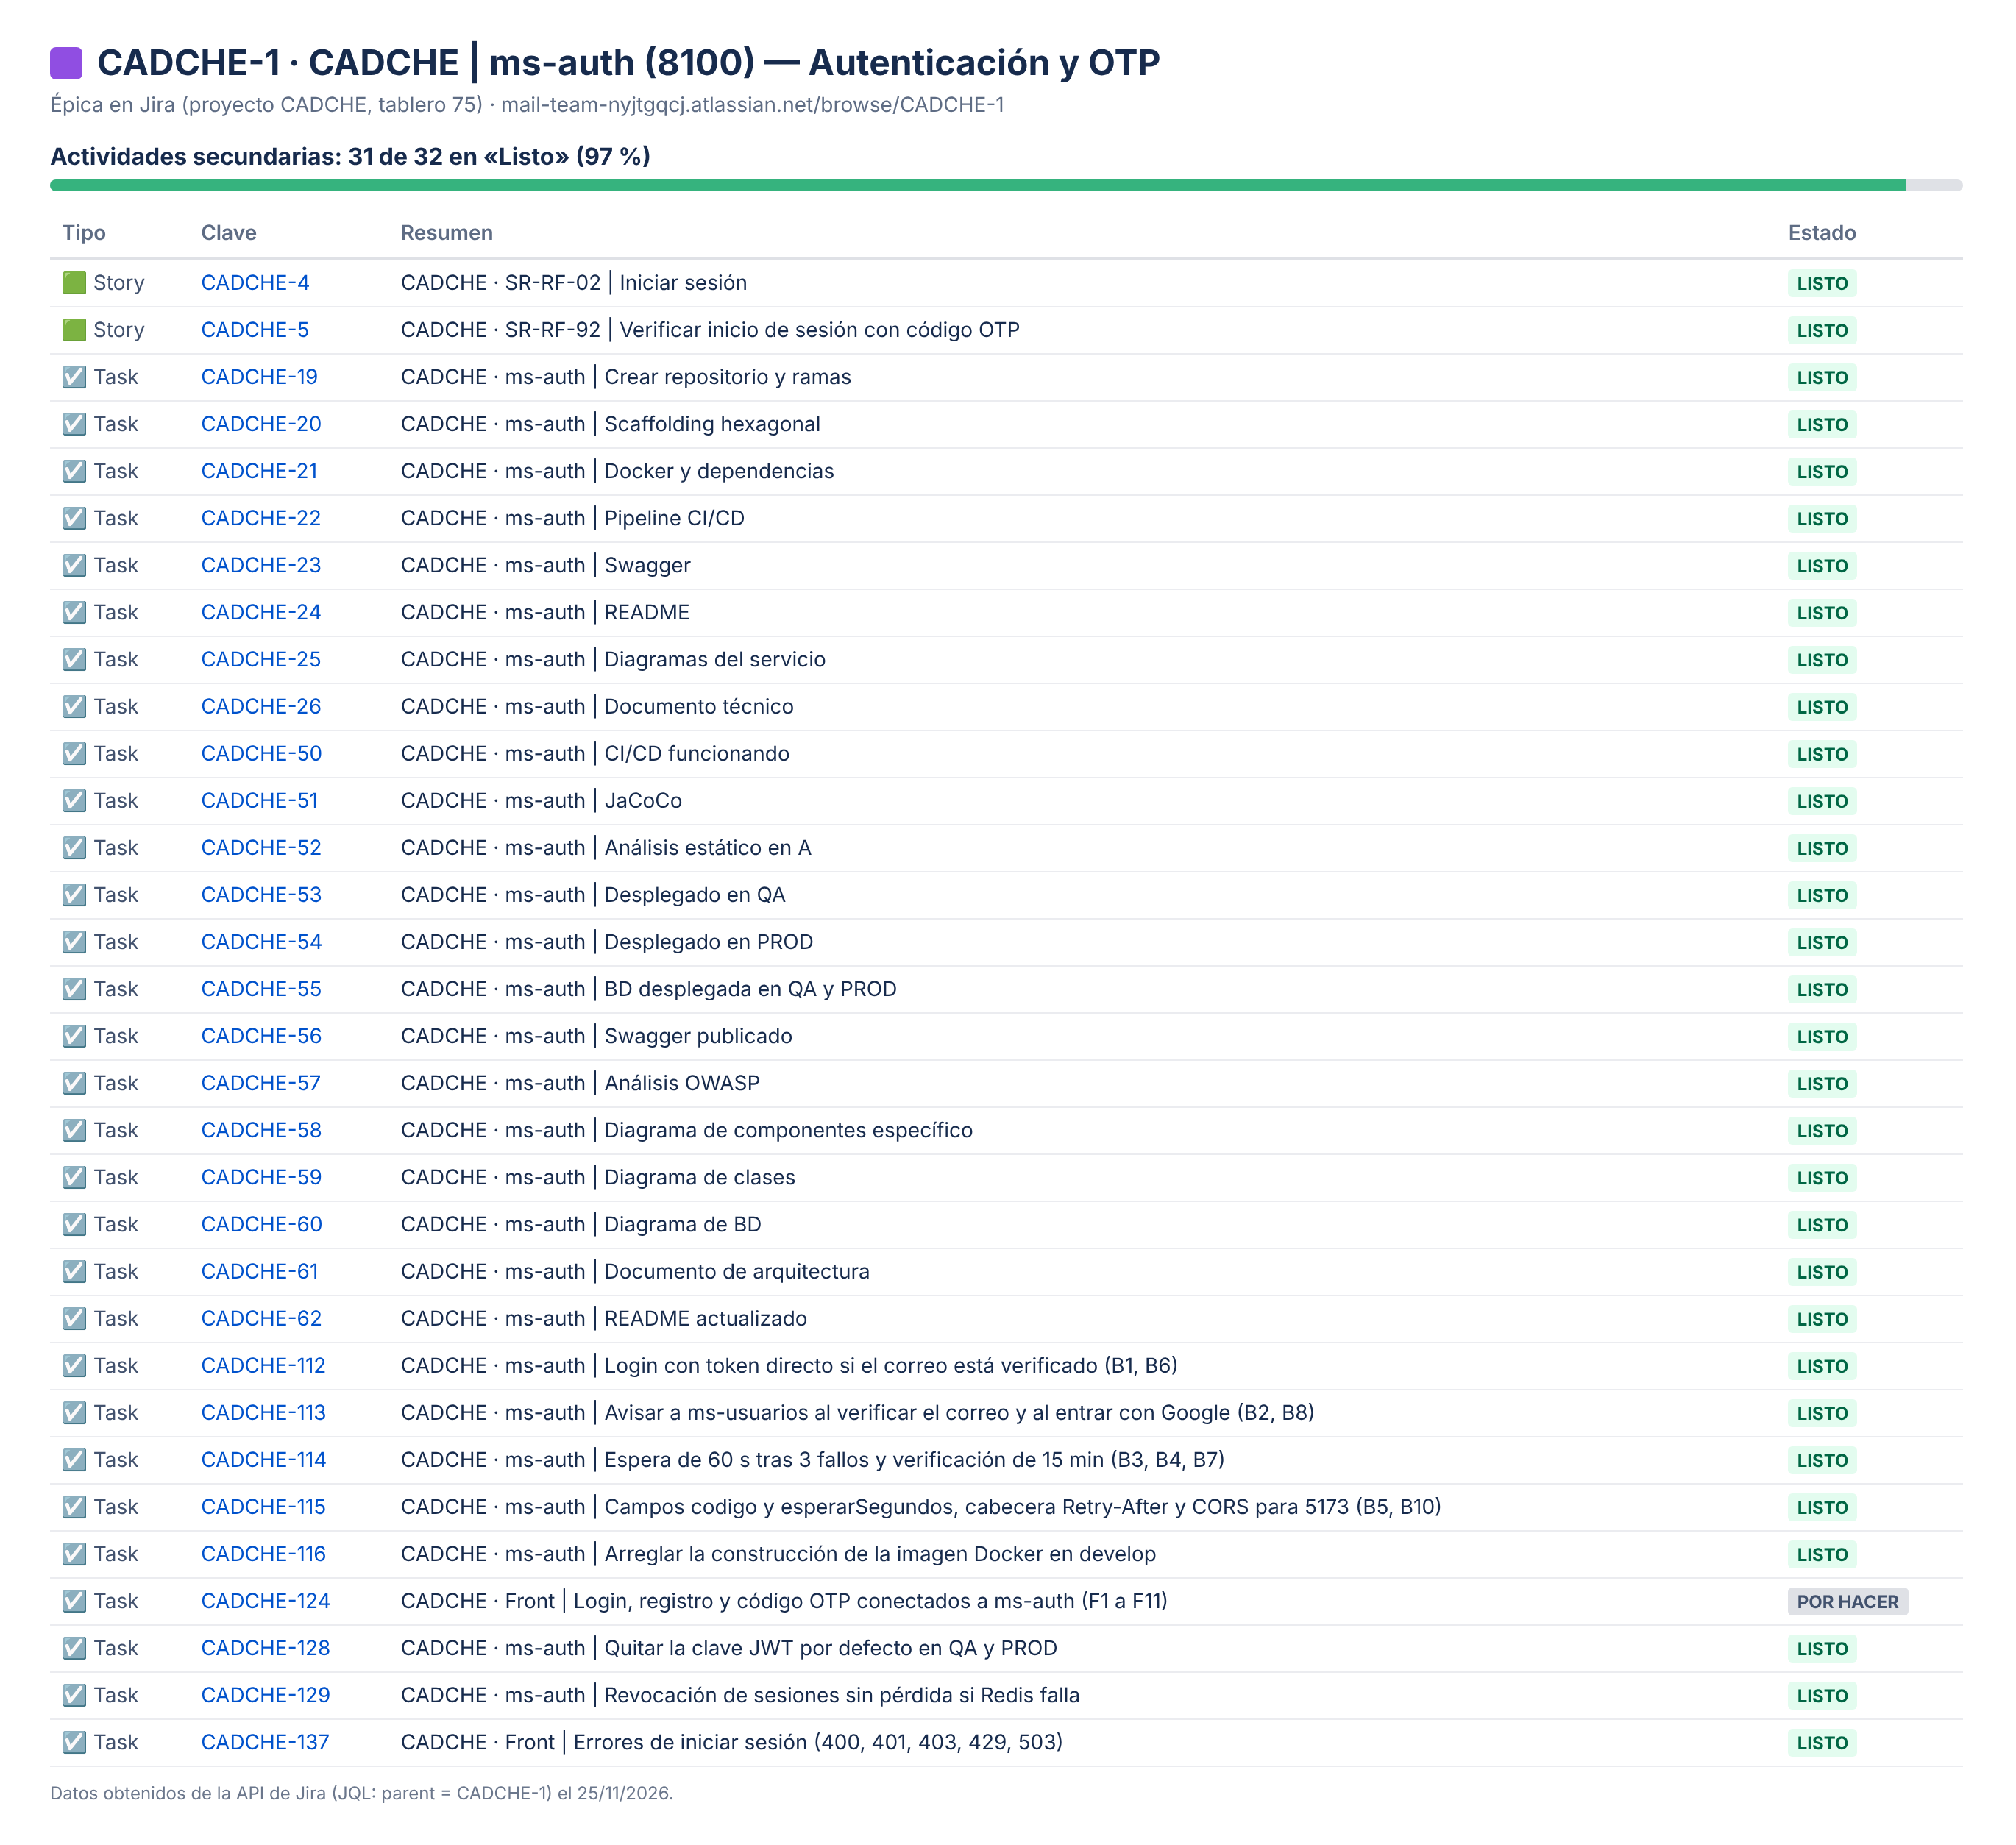 CADCHE-1 · CADCHE | ms-auth (8100) — Autenticación y OTP
Épica en Jira (proyecto CADCHE, tablero 75) · mail-team-nyjtgqcj.atlassian.net/browse/CADCHE-1
Actividades secundarias: 31 de 32 en «Listo» (97 %)
Tipo Clave Resumen Estado
Story CADCHE-4 CADCHE · SR-RF-02 | Iniciar sesión LISTO
Story CADCHE-5 CADCHE · SR-RF-92 | Verificar inicio de sesión con código OTP LISTO
Task CADCHE-19 CADCHE · ms-auth | Crear repositorio y ramas LISTO
Task CADCHE-20 CADCHE · ms-auth | Scaffolding hexagonal LISTO
Task CADCHE-21 CADCHE · ms-auth | Docker y dependencias LISTO
Task CADCHE-22 CADCHE · ms-auth | Pipeline CI/CD LISTO
Task CADCHE-23 CADCHE · ms-auth | Swagger LISTO
Task CADCHE-24 CADCHE · ms-auth | README LISTO
Task CADCHE-25 CADCHE · ms-auth | Diagramas del servicio LISTO
Task CADCHE-26 CADCHE · ms-auth | Documento técnico LISTO
Task CADCHE-50 CADCHE · ms-auth | CI/CD funcionando LISTO
Task CADCHE-51 CADCHE · ms-auth | JaCoCo LISTO
Task CADCHE-52 CADCHE · ms-auth | Análisis estático en A LISTO
Task CADCHE-53 CADCHE · ms-auth | Desplegado en QA LISTO
Task CADCHE-54 CADCHE · ms-auth | Desplegado en PROD LISTO
Task CADCHE-55 CADCHE · ms-auth | BD desplegada en QA y PROD LISTO
Task CADCHE-56 CADCHE · ms-auth | Swagger publicado LISTO
Task CADCHE-57 CADCHE · ms-auth | Análisis OWASP LISTO
Task CADCHE-58 CADCHE · ms-auth | Diagrama de componentes específico LISTO
Task CADCHE-59 CADCHE · ms-auth | Diagrama de clases LISTO
Task CADCHE-60 CADCHE · ms-auth | Diagrama de BD LISTO
Task CADCHE-61 CADCHE · ms-auth | Documento de arquitectura LISTO
Task CADCHE-62 CADCHE · ms-auth | README actualizado LISTO
Task CADCHE-112 CADCHE · ms-auth | Login con token directo si el correo está verificado (B1, B6) LISTO
Task CADCHE-113 CADCHE · ms-auth | Avisar a ms-usuarios al verificar el correo y al entrar con Google (B2, B8) LISTO
Task CADCHE-114 CADCHE · ms-auth | Espera de 60 s tras 3 fallos y verificación de 15 min (B3, B4, B7) LISTO
Task CADCHE-115 CADCHE · ms-auth | Campos codigo y esperarSegundos, cabecera Retry-After y CORS para 5173 (B5, B10) LISTO
Task CADCHE-116 CADCHE · ms-auth | Arreglar la construcción de la imagen Docker en develop LISTO
Task CADCHE-124 CADCHE · Front | Login, registro y código OTP conectados a ms-auth (F1 a F11) POR HACER
Task CADCHE-128 CADCHE · ms-auth | Quitar la clave JWT por defecto en QA y PROD LISTO
Task CADCHE-129 CADCHE · ms-auth | Revocación de sesiones sin pérdida si Redis falla LISTO
Task CADCHE-137 CADCHE · Front | Errores de iniciar sesión (400, 401, 403, 429, 503) LISTO
Datos obtenidos de la API de Jira (JQL: parent = CADCHE-1) el 25/11/2026.